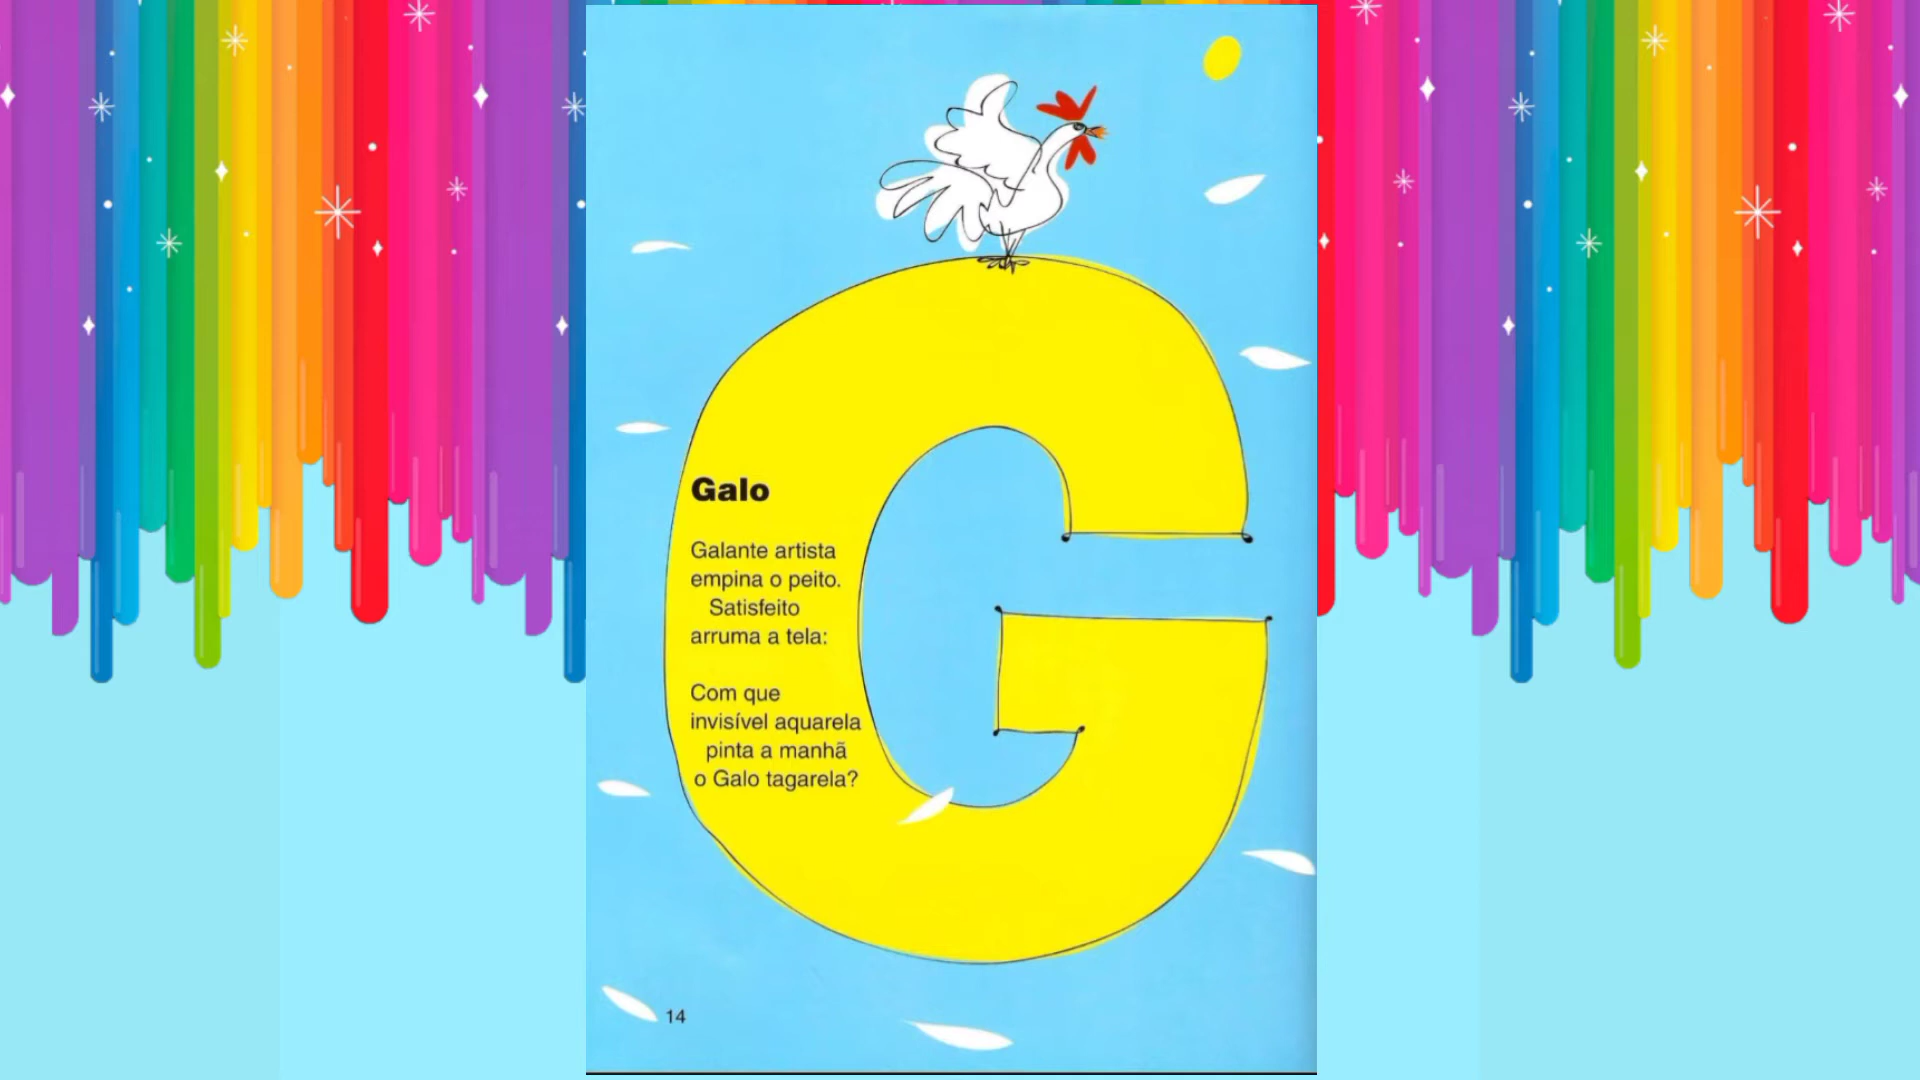 Galo
Galante artista
empina o peito.
Satisfeito
arruma a tela:
Com que
invisível aquarela
pinta a manhã
o Galo tagarela?
14